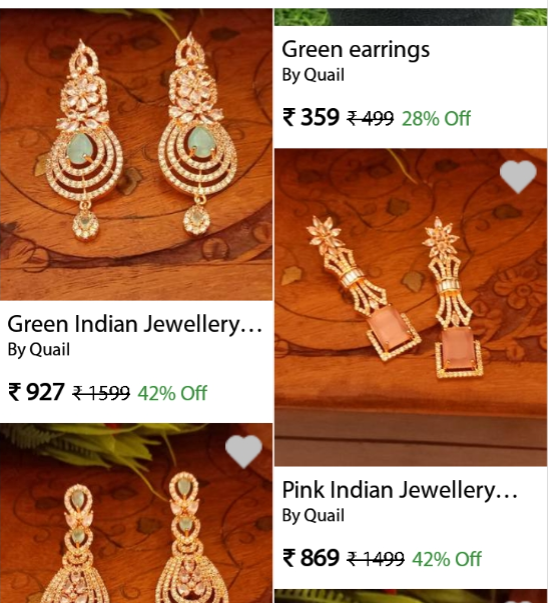 Green earrings
By Quail
₹ 359 ₹ 499 28% Off
Green Indian Jewellery...
By Quail
₹ 927 ₹ 1599 42% Off
Pink Indian Jewellery...
By Quail
₹ 869 ₹ 1499 42% Off